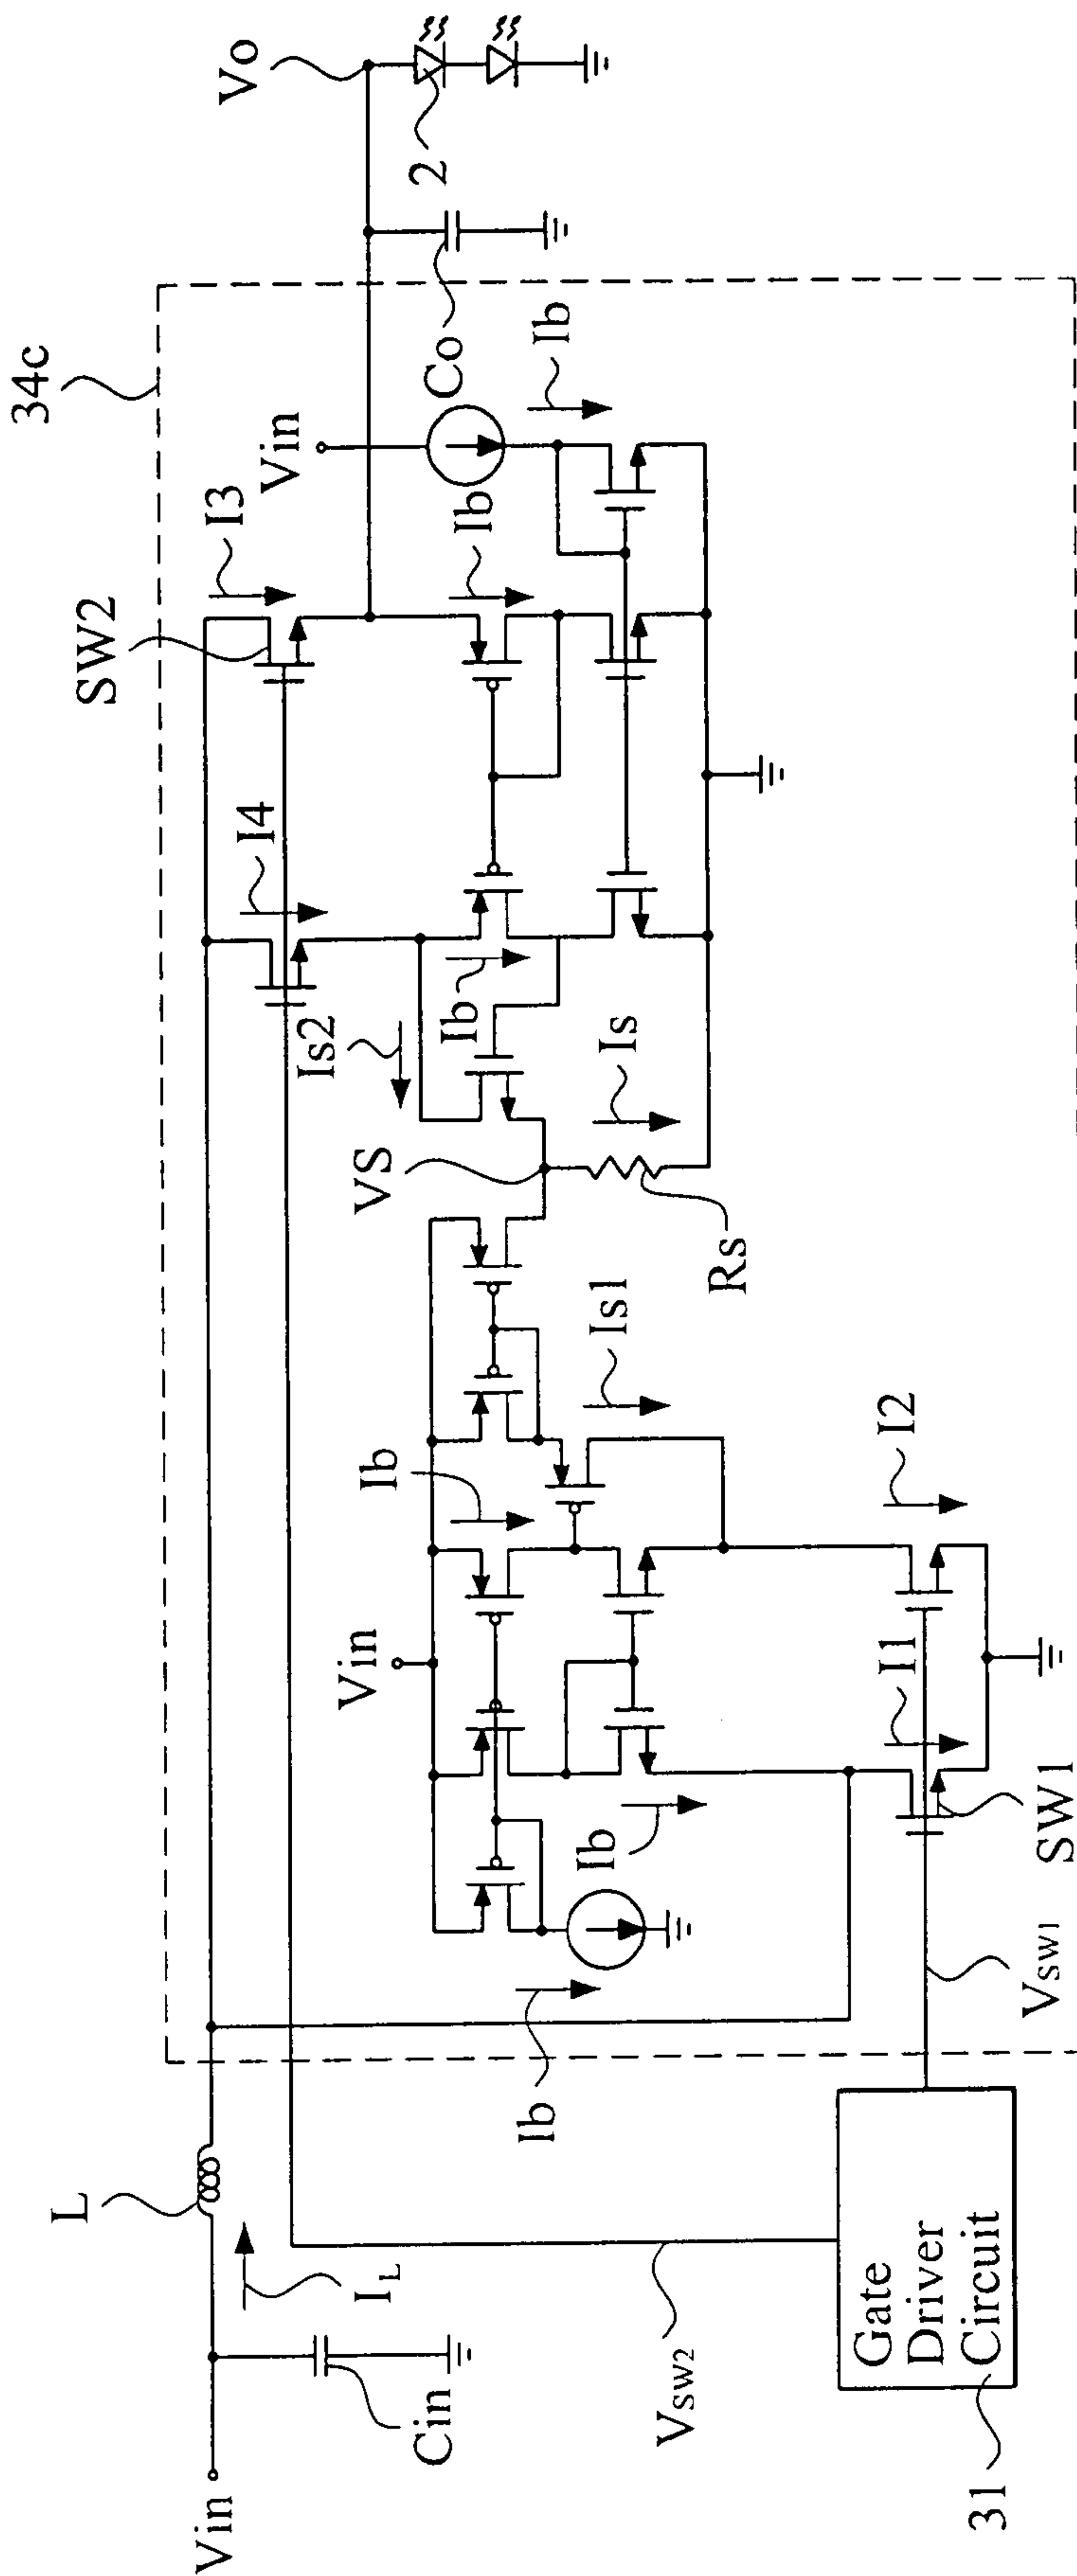 34c
Vin
L
I_L
Cin
SW2
I3
I4
Vo
2
Co
Vin
Ib
Ib
Is2
Ib
VS
Is
Rs
Vin
Ib
Is1
Ib
Ib
I1
I2
SW1
Vsw1
Vsw2
Gate
Driver
Circuit
31